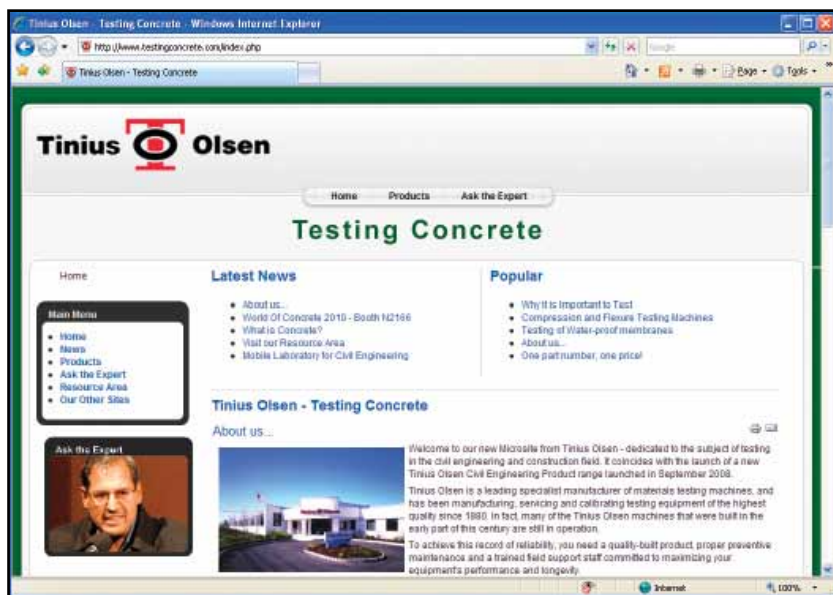 Tinius Olsen - Testing Concrete - Windows Internet Explorer
http://www.testingconcrete.com/index.php
Google
Tinius Olsen - Testing Concrete
Page
Tools
Tinius Olsen
Home Products Ask the Expert
Testing Concrete
Home
Main Menu
Home
News
Products
Ask the Expert
Resource Area
Our Other Sites
Ask the Expert
Latest News
About us...
World Of Concrete 2010 - Booth N2166
What is Concrete?
Visit our Resource Area
Mobile Laboratory for Civil Engineering
Popular
Why it is Important to Test
Compression and Flexure Testing Machines
Testing of Water-proof membranes
About us...
One part number, one price!
Tinius Olsen - Testing Concrete
About us...
Welcome to our new Microsite from Tinius Olsen - dedicated to the subject of testing
in the civil engineering and construction field. It coincides with the launch of a new
Tinius Olsen Civil Engineering Product range launched in September 2008.
Tinius Olsen is a leading specialist manufacturer of materials testing machines, and
has been manufacturing, servicing and calibrating testing equipment of the highest
quality since 1880. In fact, many of the Tinius Olsen machines that were built in the
early part of this century are still in operation.
To achieve this record of reliability, you need a quality-built product, proper preventive
maintenance and a trained field support staff committed to maximizing your
equipment's performance and longevity.
Internet
100%